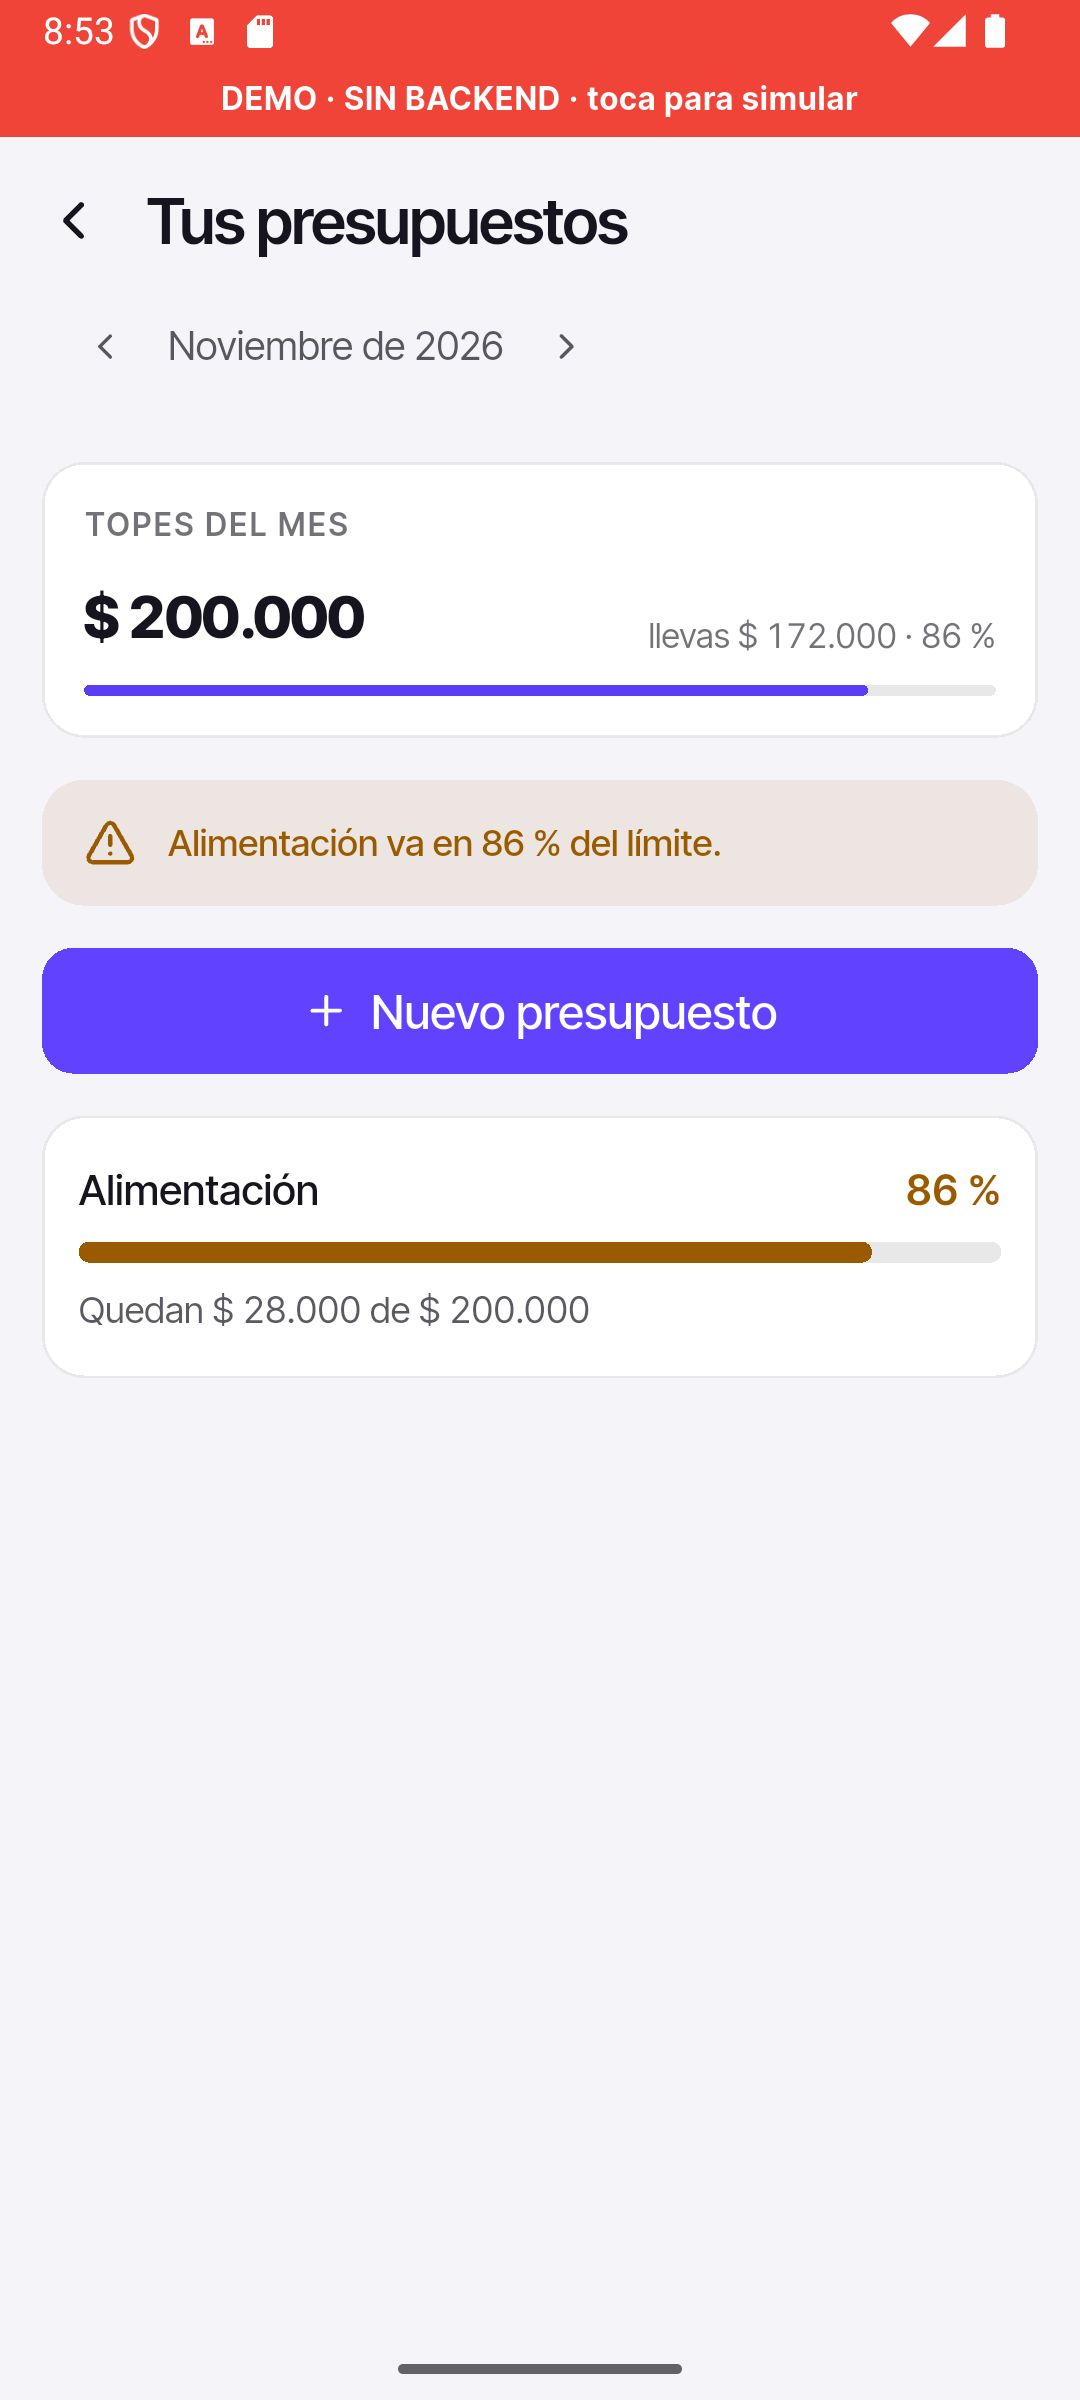 8:53
DEMO · SIN BACKEND · toca para simular
Tus presupuestos
Noviembre de 2026
TOPES DEL MES
$ 200.000
llevas $ 172.000 · 86 %
Alimentación va en 86 % del límite.
+ Nuevo presupuesto
Alimentación
86 %
Quedan $ 28.000 de $ 200.000